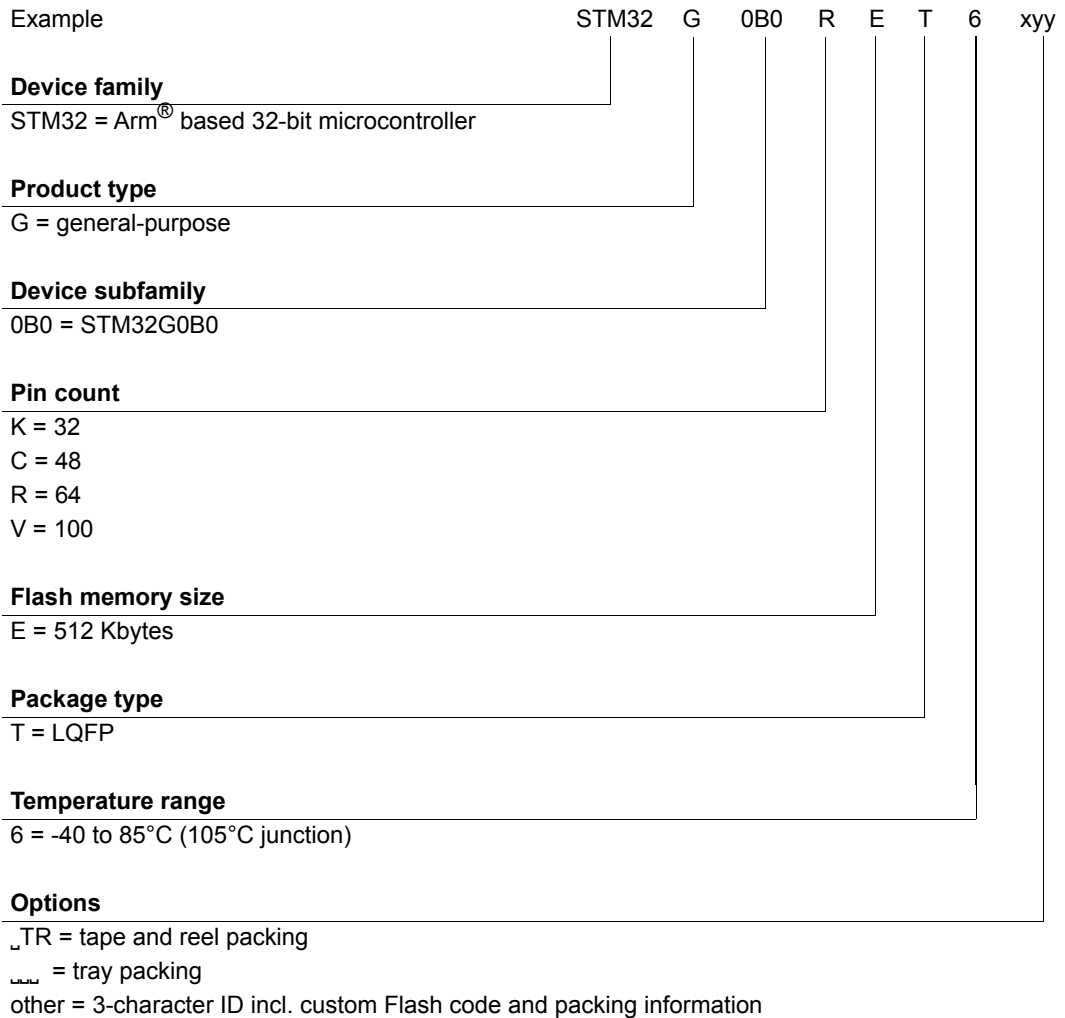 Example STM32 G 0B0 R E T 6 xyy
Device family
STM32 = Arm® based 32-bit microcontroller
Product type
G = general-purpose
Device subfamily
0B0 = STM32G0B0
Pin count
K = 32
C = 48
R = 64
V = 100
Flash memory size
E = 512 Kbytes
Package type
T = LQFP
Temperature range
6 = -40 to 85°C (105°C junction)
Options
␣TR = tape and reel packing
␣␣␣ = tray packing
other = 3-character ID incl. custom Flash code and packing information